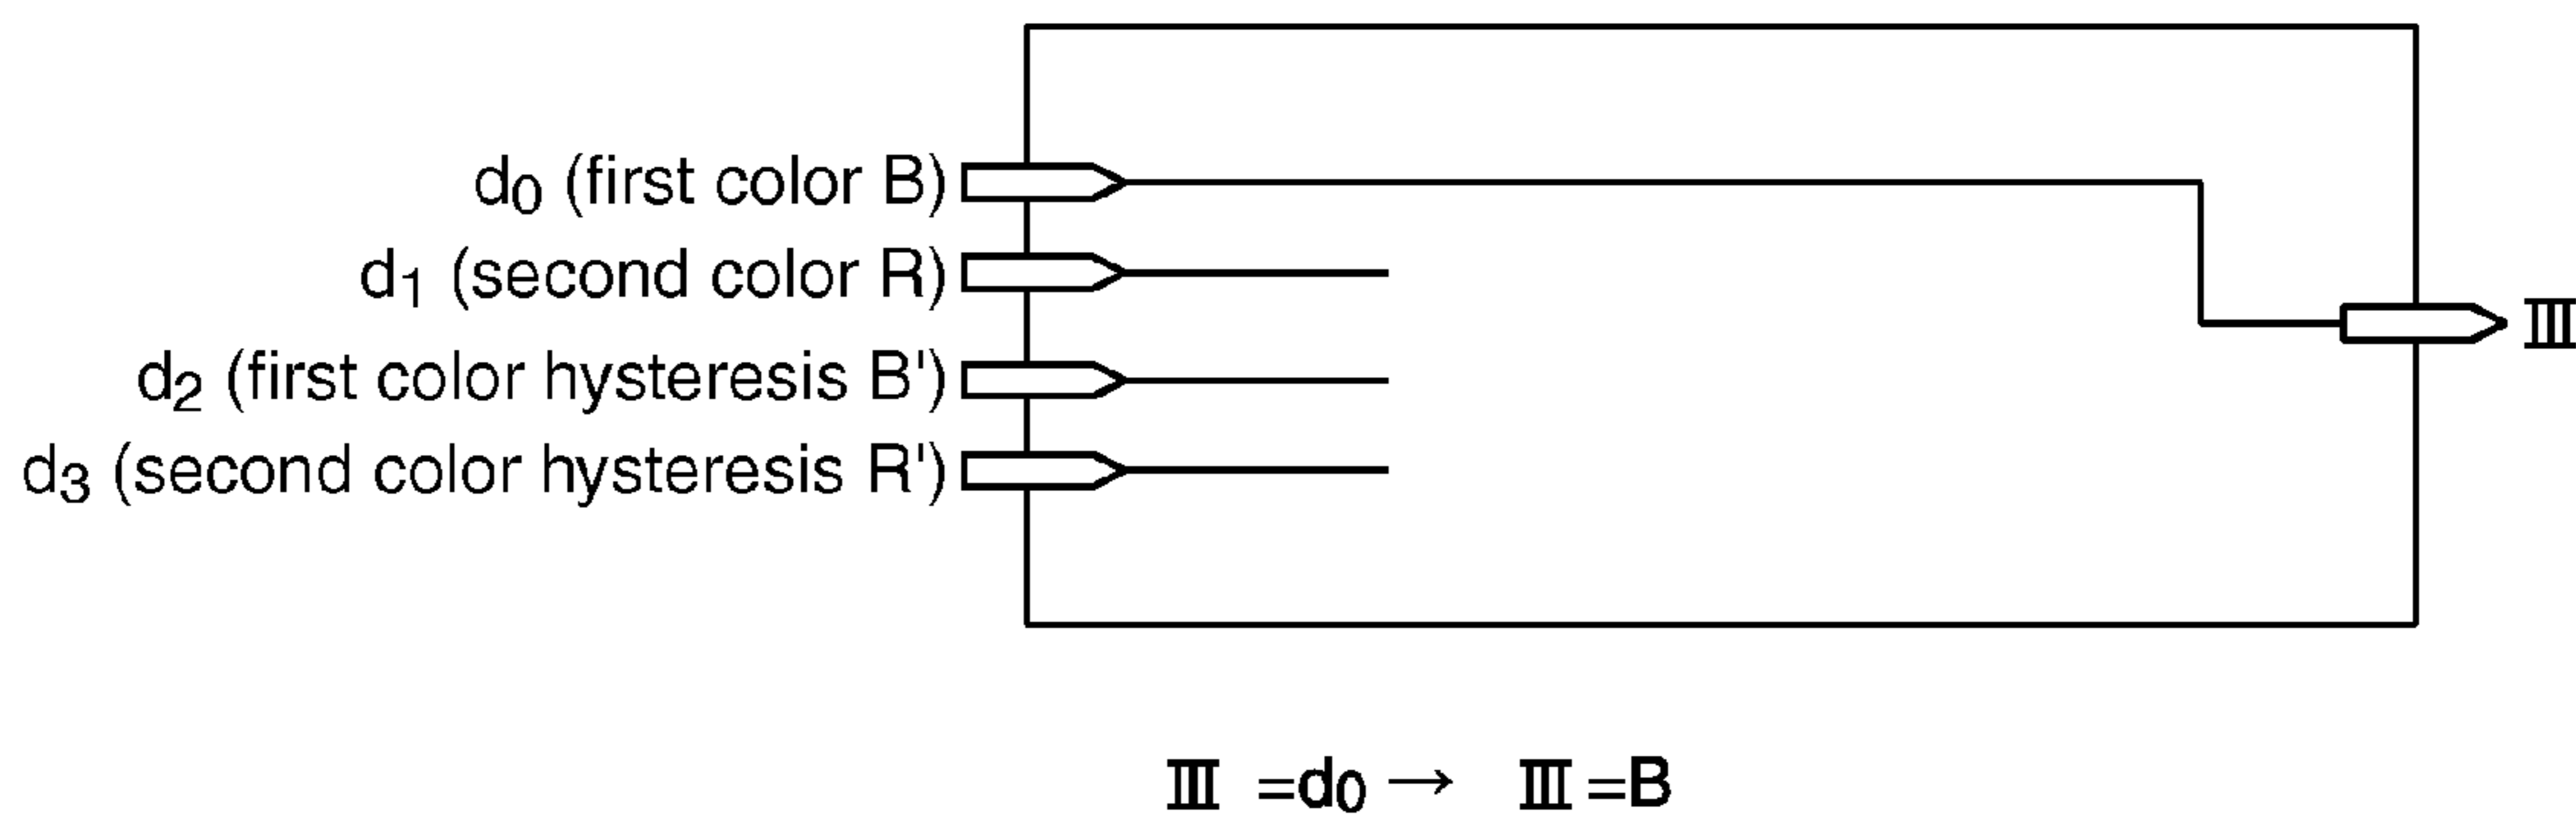 d0 (first color B)
d1 (second color R)
Ⅲ
d2 (first color hysteresis B')
d3 (second color hysteresis R')
Ⅲ =d0 → Ⅲ =B